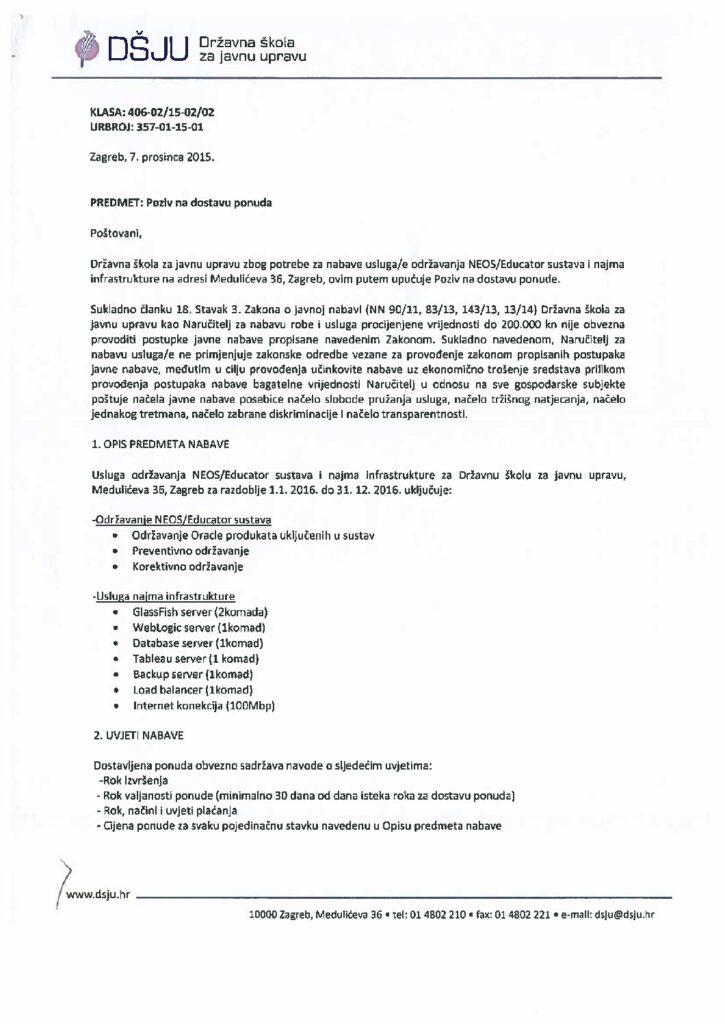 DŠJU Državna škola
za javnu upravu
KLASA: 406-02/15-02/02
URBROJ: 357-01-15-01
Zagreb, 7. prosinca 2015.
PREDMET: Poziv na dostavu ponuda
Poštovani,
Državna škola za javnu upravu zbog potrebe za nabave usluga/e održavanja NEOS/Educator sustava i najma
infrastrukture na adresi Medulićeva 36, Zagreb, ovim putem upućuje Poziv na dostavu ponude.
Sukladno članku 18. Stavak 3. Zakona o javnoj nabavi (NN 90/11, 83/13, 143/13, 13/14) Državna škola za
javnu upravu kao Naručitelj za nabavu robe i usluga procijenjene vrijednosti do 200.000 kn nije obvezna
provoditi postupke javne nabave propisane navedenim Zakonom. Sukladno navedenom, Naručitelj za
nabavu usluga/e ne primjenjuje zakonske odredbe vezane za provođenje zakonom propisanih postupaka
javne nabave, međutim u cilju provođenja učinkovite nabave uz ekonomično trošenje sredstava prilikom
provođenja postupaka nabave bagatelne vrijednosti Naručitelj u odnosu na sve gospodarske subjekte
poštuje načela javne nabave posebice načelo slobode pružanja usluga, načelo tržišnog natjecanja, načelo
jednakog tretmana, načelo zabrane diskriminacije i načelo transparentnosti.
1. OPIS PREDMETA NABAVE
Usluga održavanja NEOS/Educator sustava i najma infrastrukture za Državnu školu za javnu upravu,
Medulićeva 36, Zagreb za razdoblje 1.1. 2016. do 31. 12. 2016. uključuje:
-Održavanje NEOS/Educator sustava
• Održavanje Oracle produkata uključenih u sustav
• Preventivno održavanje
• Korektivno održavanje
-Usluga najma infrastrukture
• GlassFish server (2komada)
• WebLogic server (1komad)
• Database server (1komad)
• Tableau server (1 komad)
• Backup server (1komad)
• Load balancer (1komad)
• Internet konekcija (100Mbp)
2. UVJETI NABAVE
Dostavljena ponuda obvezno sadržava navode o sljedećim uvjetima:
-Rok izvršenja
- Rok valjanosti ponude (minimalno 30 dana od dana isteka roka za dostavu ponuda)
- Rok, načini i uvjeti plaćanja
- Cijena ponude za svaku pojedinačnu stavku navedenu u Opisu predmeta nabave
www.dsju.hr
10000 Zagreb, Medulićeva 36 • tel: 01 4802 210 • fax: 01 4802 221 • e-mail: dsju@dsju.hr